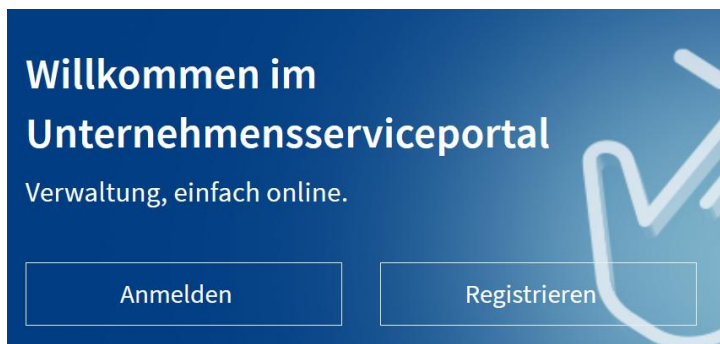 Willkommen im
Unternehmensserviceportal
Verwaltung, einfach online.
Anmelden
Registrieren